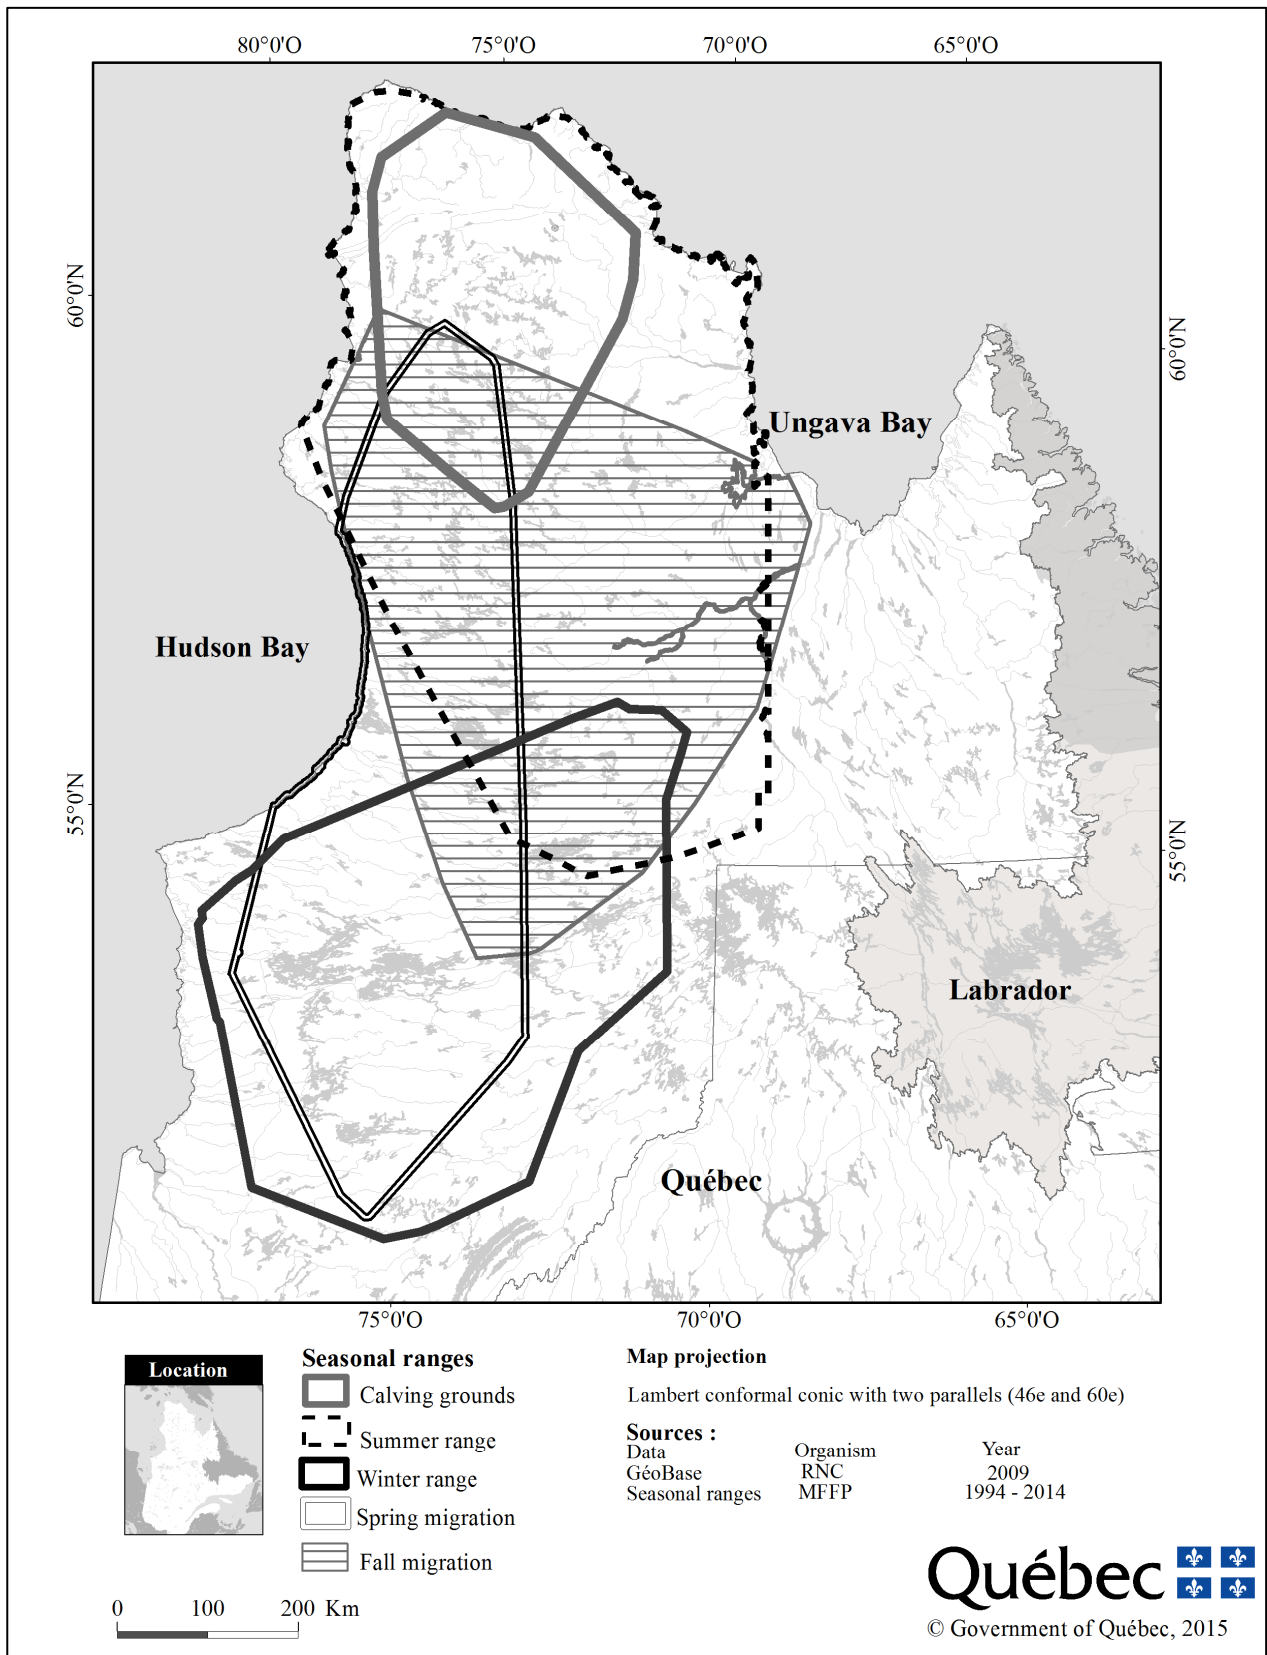 80°0'O 75°0'O 70°0'O 65°0'O
60°0'N
60°0'N
Ungava Bay
Hudson Bay
55°0'N
55°0'N
Labrador
Québec
75°0'O 70°0'O 65°0'O
Location
Seasonal ranges
Calving grounds
Summer range
Winter range
Spring migration
Fall migration
0 100 200 Km
Map projection
Lambert conformal conic with two parallels (46e and 60e)
Sources :
Data Organism Year
GéoBase RNC 2009
Seasonal ranges MFFP 1994 - 2014
Québec
© Government of Québec, 2015